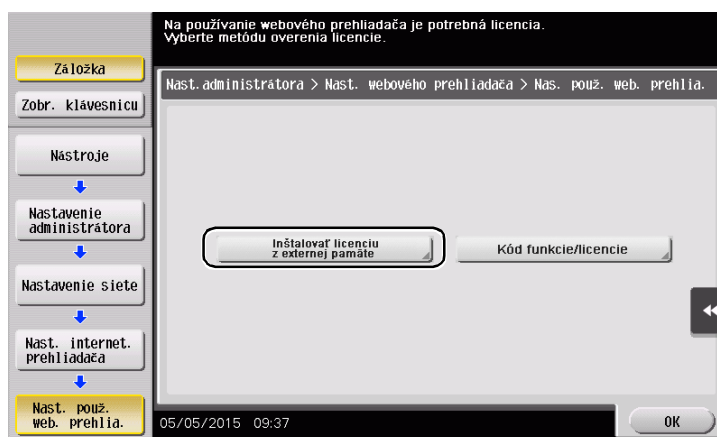 Na používanie webového prehliadača je potrebná licencia.
Vyberte metódu overenia licencie.
Záložka
Zobr. klávesnicu
Nástroje
Nastavenie
administrátora
Nastavenie siete
Nast. internet.
prehliadača
Nast. použ.
web. prehlia.
Nast.administrátora > Nast. webového prehliadača > Nas. použ. web. prehlia.
Inštalovať licenciu
z externej pamäte
Kód funkcie/licencie
05/05/2015 09:37
OK